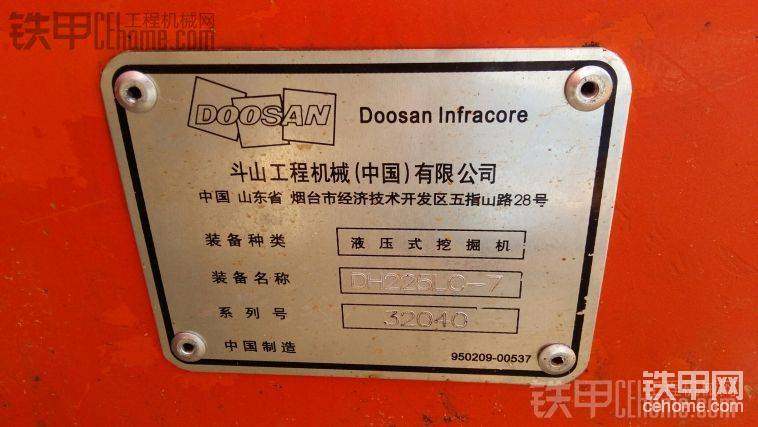 铁甲工程机械网
CEhome.com
DOOSAN
Doosan Infracore
斗山工程机械(中国)有限公司
中国 山东省 烟台市经济技术开发区五指山路28号
装备种类 液压式挖掘机
装备名称 DH225LC-7
系列号 32040
中国制造
950209-00537
铁甲
CEhome.com
铁甲网
cehome.com